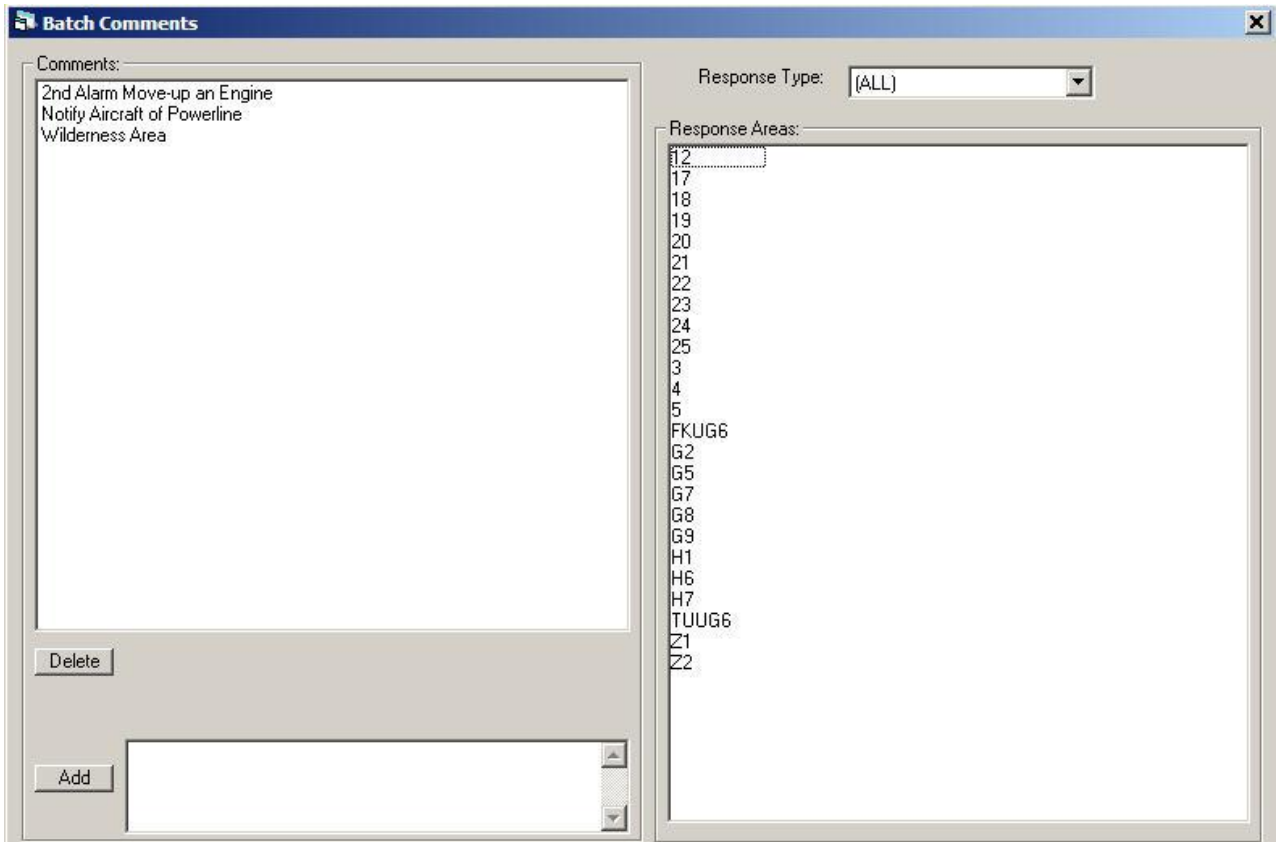 Batch Comments
Comments:
2nd Alarm Move-up an Engine
Notify Aircraft of Powerline
Wilderness Area
Delete
Add
Response Type: (ALL)
Response Areas:
12
17
18
19
20
21
22
23
24
25
3
4
5
FKUG6
G2
G5
G7
G8
G9
H1
H6
H7
TUUG6
Z1
Z2